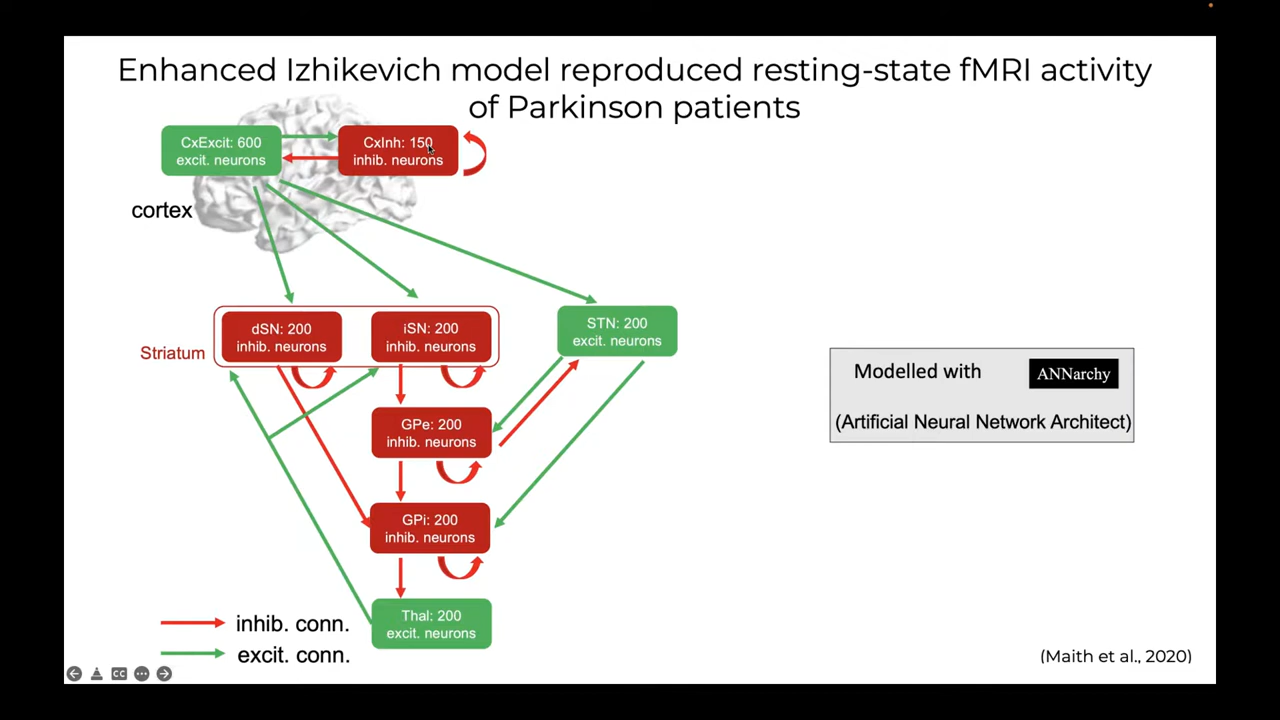 Enhanced Izhikevich model reproduced resting-state fMRI activity
of Parkinson patients
CxExcit: 600
excit. neurons
CxInh: 150
inhib. neurons
cortex
dSN: 200
inhib. neurons
iSN: 200
inhib. neurons
STN: 200
excit. neurons
Striatum
Modelled with
ANNarchy
(Artificial Neural Network Architect)
GPe: 200
inhib. neurons
GPi: 200
inhib. neurons
Thal: 200
excit. neurons
inhib. conn.
excit. conn.
(Maith et al., 2020)
CC